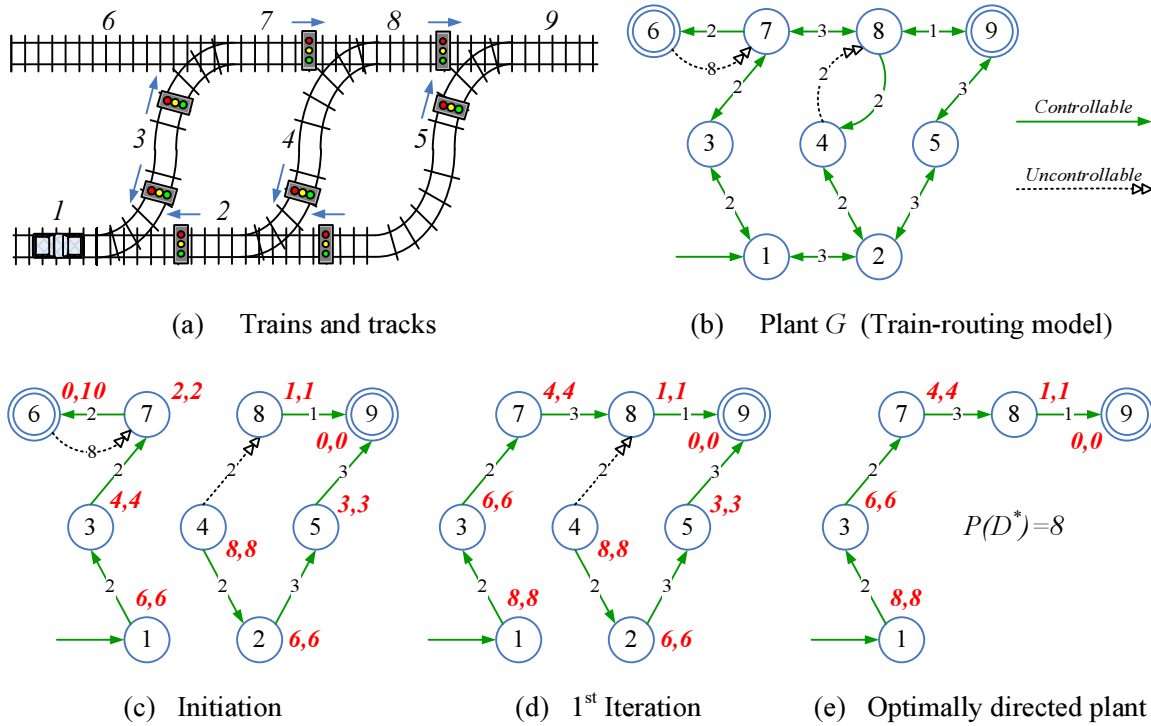 6 7 8 9
3 4 5
1 2
(a) Trains and tracks
6 2 7 3 8 1 9
8 2 2 2 3
3 4 5
2 2 3
1 3 2
Controllable
Uncontrollable
(b) Plant G (Train-routing model)
0,10 2,2 1,1
6 2 7 8 1 9
8 0,0
2 2 3
3 4,4 4 8,8 5 3,3
2 2 3
6,6
1 2 6,6
(c) Initiation
4,4 1,1
7 3 8 1 9
0,0
2 2 3
3 6,6 4 8,8 5 3,3
2 2 3
8,8
1 2 6,6
(d) 1st Iteration
4,4 1,1
7 3 8 1 9
0,0
2
3 6,6
P(D*)=8
2
8,8
1
(e) Optimally directed plant